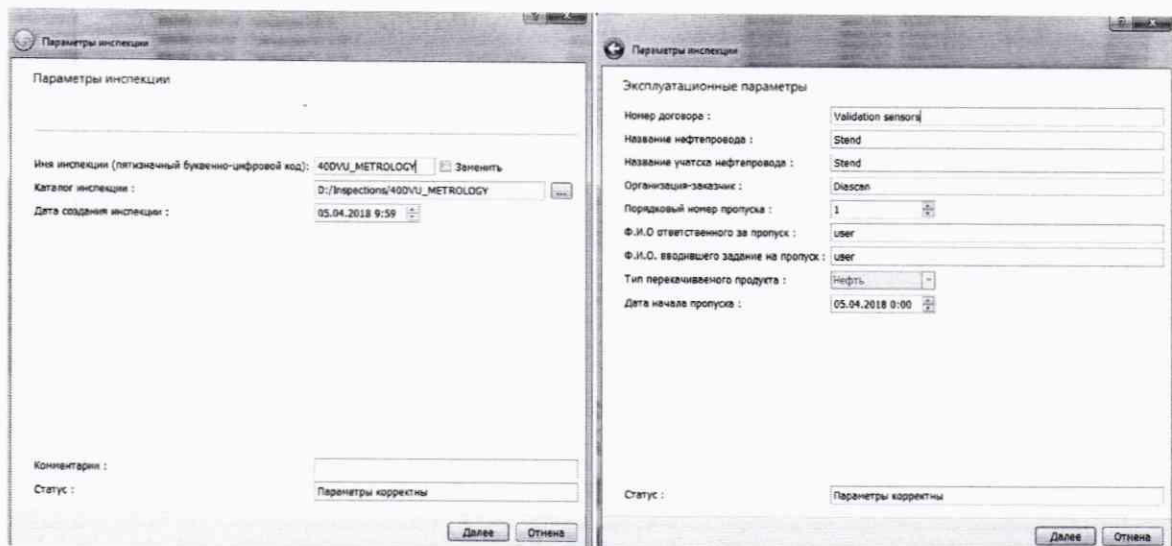 Параметры инспекции
Параметры инспекции
Имя инспекции (пятизначный буквенно-цифровой код): 40DVU_METROLOGY Заменить
Каталог инспекции : D:/Inspections/40DVU_METROLOGY ...
Дата создания инспекции : 05.04.2018 9:59
Комментарии :
Статус : Параметры корректны
Далее Отмена
Параметры инспекции
Эксплуатационные параметры
Номер договора : Validation sensors
Название нефтепровода : Stend
Название учатска нефтепровода : Stend
Организация-заказчик : Diascan
Порядковый номер пропуска : 1
Ф.И.О ответственного за пропуск : user
Ф.И.О. вводившего задание на пропуск : user
Тип перекачиваемого продукта : Нефть
Дата начала пропуска : 05.04.2018 0:00
Статус : Параметры корректны
Далее Отмена